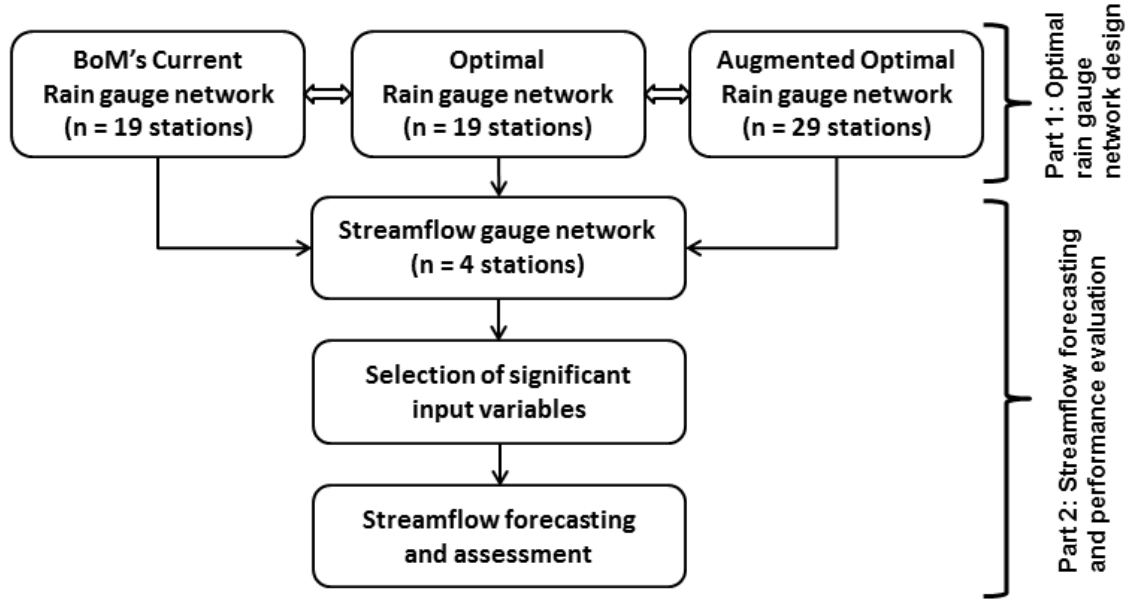 BoM's Current
Rain gauge network
(n = 19 stations)
Optimal
Rain gauge network
(n = 19 stations)
Augmented Optimal
Rain gauge network
(n = 29 stations)
Part 1: Optimal
rain gauge
network design
Streamflow gauge network
(n = 4 stations)
Selection of significant
input variables
Streamflow forecasting
and assessment
Part 2: Streamflow forecasting
and performance evaluation